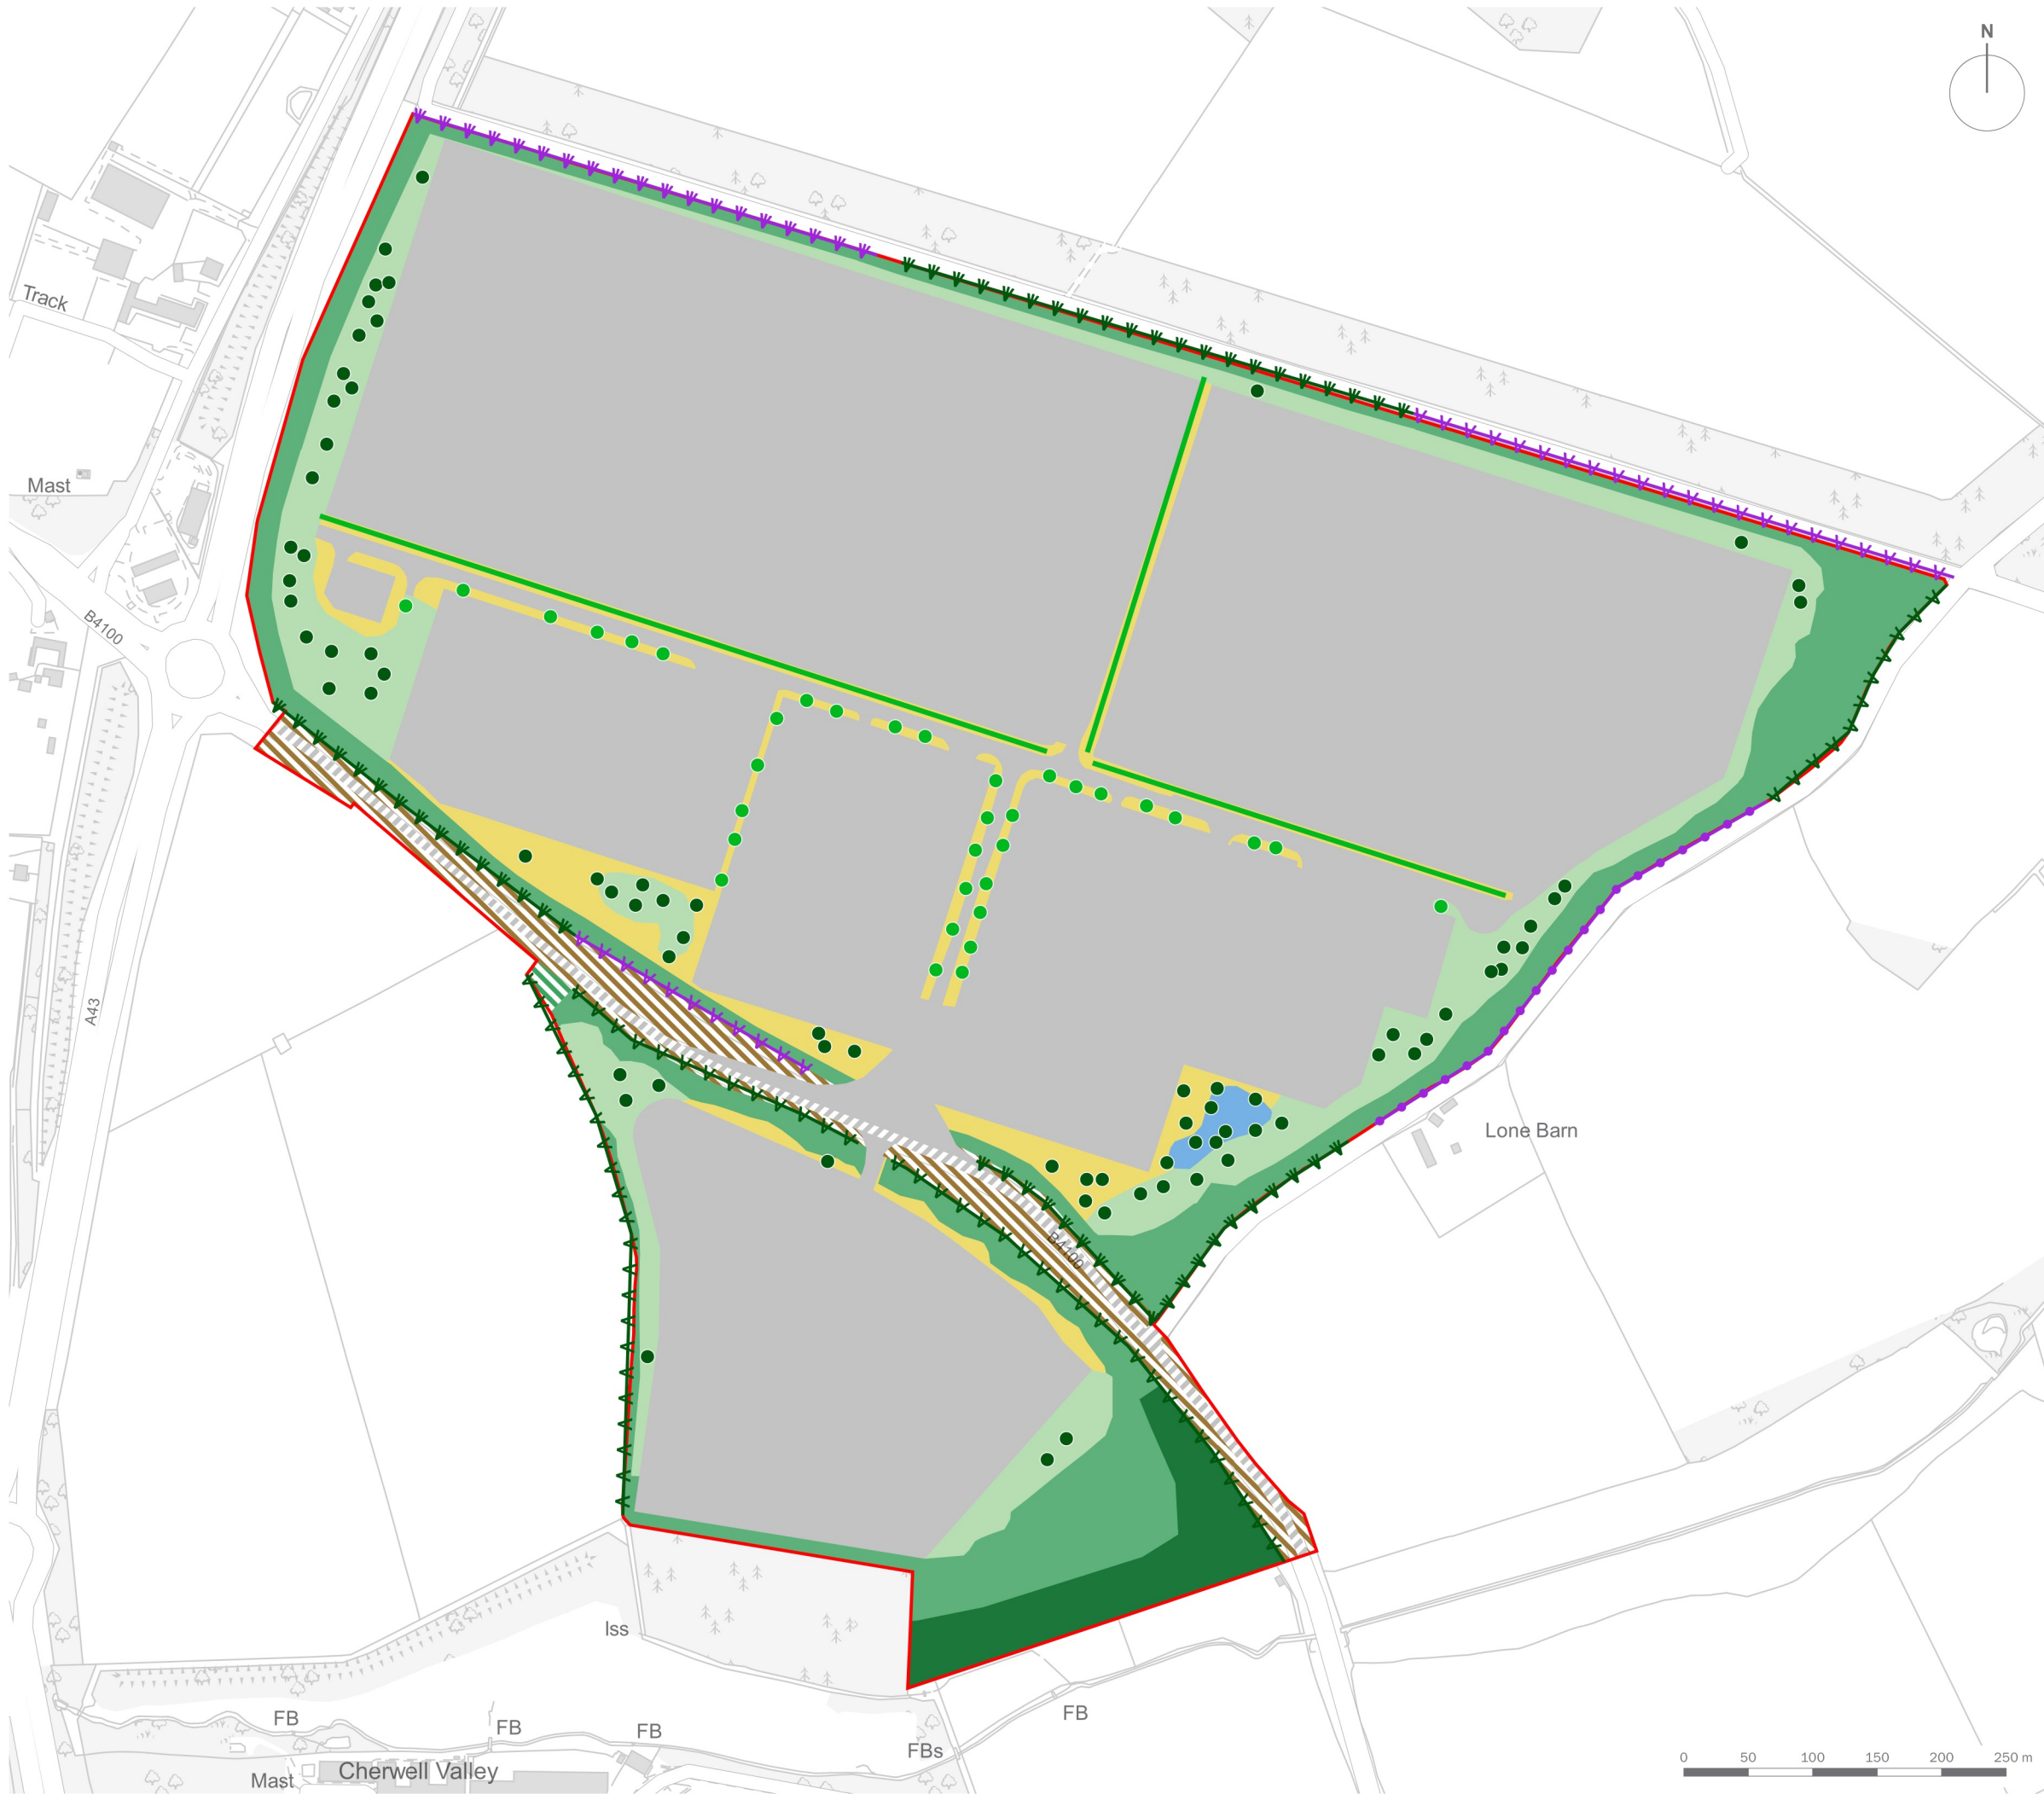 N
Track
Mast
B4100
A43
Lone Barn
B4100
Iss
FB
FB
FB
FB
FBs
Mast
Cherwell Valley
0 50 100 150 200 250 m